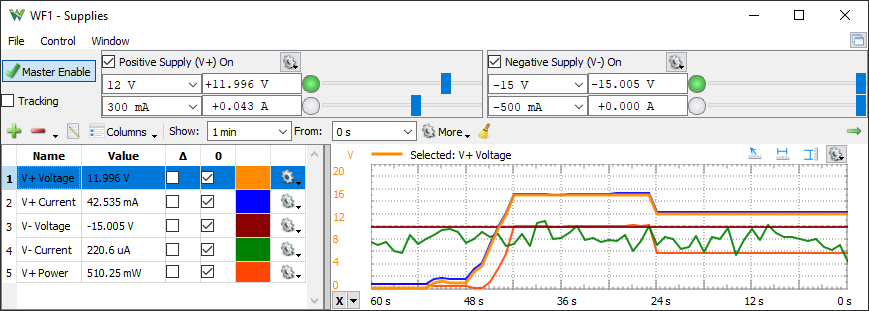 WF1 - Supplies
File Control Window
Master Enable
Tracking
Positive Supply (V+) On
12 V +11.996 V
300 mA +0.043 A
Negative Supply (V-) On
-15 V -15.005 V
-500 mA +0.000 A
Columns Show: 1 min From: 0 s More
Name Value Δ 0
1 V+ Voltage 11.996 V
2 V+ Current 42.535 mA
3 V- Voltage -15.005 V
4 V- Current 220.6 uA
5 V+ Power 510.25 mW
V Selected: V+ Voltage
20
16
12
8
4
0
X 60 s 48 s 36 s 24 s 12 s 0 s